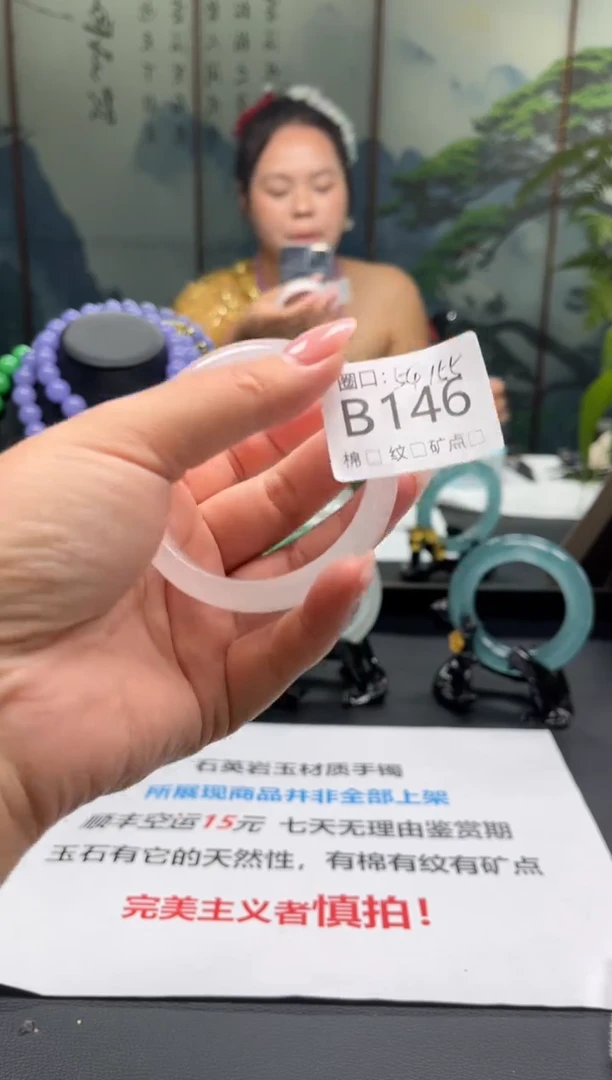 圈口:
B146
棉□ 纹□ 矿点□
石英岩玉材质手镯
所展现商品并非全部上架
顺丰空运15元 七天无理由鉴赏期
玉石有它的天然性，有棉有纹有矿点
完美主义者慎拍！